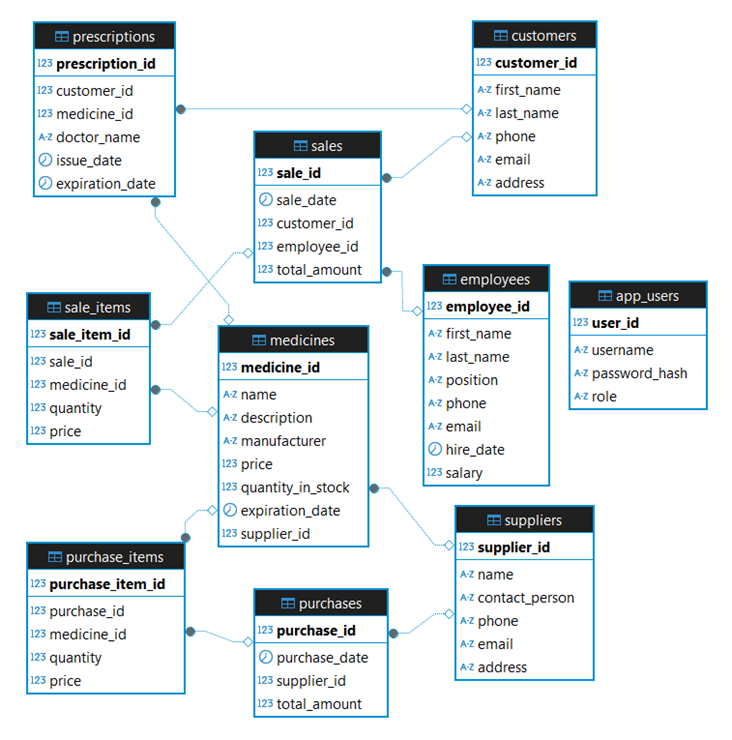 prescriptions
123 prescription_id
123 customer_id
123 medicine_id
A-Z doctor_name
issue_date
expiration_date
customers
123 customer_id
A-Z first_name
A-Z last_name
A-Z phone
A-Z email
A-Z address
sales
123 sale_id
sale_date
123 customer_id
123 employee_id
123 total_amount
employees
123 employee_id
A-Z first_name
A-Z last_name
A-Z position
A-Z phone
A-Z email
hire_date
123 salary
app_users
123 user_id
A-Z username
A-Z password_hash
A-Z role
sale_items
123 sale_item_id
123 sale_id
123 medicine_id
123 quantity
123 price
medicines
123 medicine_id
A-Z name
A-Z description
A-Z manufacturer
123 price
123 quantity_in_stock
expiration_date
123 supplier_id
suppliers
123 supplier_id
A-Z name
A-Z contact_person
A-Z phone
A-Z email
A-Z address
purchase_items
123 purchase_item_id
123 purchase_id
123 medicine_id
123 quantity
123 price
purchases
123 purchase_id
purchase_date
123 supplier_id
123 total_amount